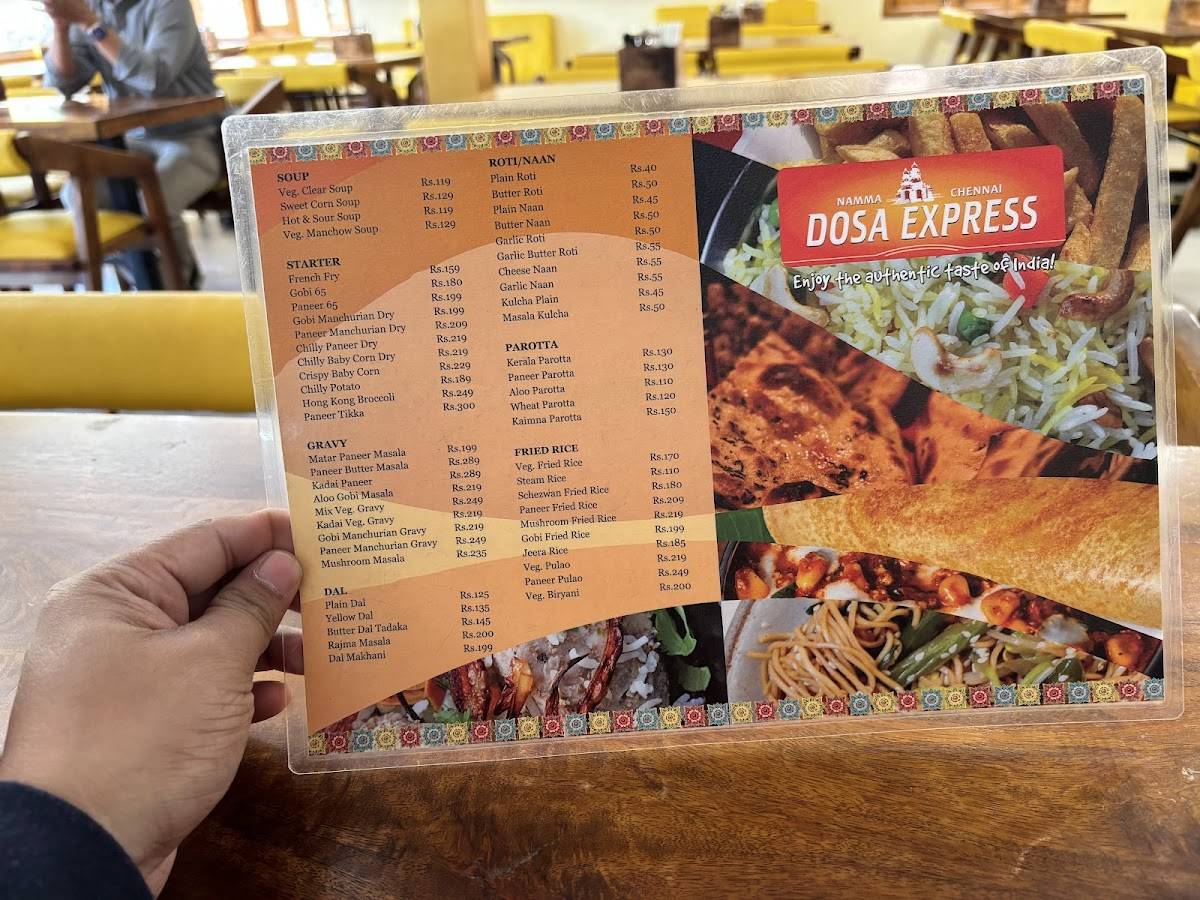 SOUP
Veg. Clear Soup Rs.119
Sweet Corn Soup Rs.129
Hot & Sour Soup Rs.119
Veg. Manchow Soup Rs.129
STARTER
French Fry Rs.159
Gobi 65 Rs.180
Paneer 65 Rs.199
Gobi Manchurian Dry Rs.199
Paneer Manchurian Dry Rs.209
Chilly Paneer Dry Rs.219
Chilly Baby Corn Dry Rs.219
Crispy Baby Corn Rs.229
Chilly Potato Rs.189
Hong Kong Broccoli Rs.249
Paneer Tikka Rs.300
GRAVY
Matar Paneer Masala Rs.199
Paneer Butter Masala Rs.289
Kadai Paneer Rs.289
Aloo Gobi Masala Rs.219
Mix Veg. Gravy Rs.249
Kadai Veg. Gravy Rs.219
Gobi Manchurian Gravy Rs.219
Paneer Manchurian Gravy Rs.249
Mushroom Masala Rs.235
DAL
Plain Dal Rs.125
Yellow Dal Rs.135
Butter Dal Tadaka Rs.145
Rajma Masala Rs.200
Dal Makhani Rs.199
ROTI/NAAN
Plain Roti Rs.40
Butter Roti Rs.50
Plain Naan Rs.45
Butter Naan Rs.50
Garlic Roti Rs.50
Garlic Butter Roti Rs.55
Cheese Naan Rs.55
Garlic Naan Rs.55
Kulcha Plain Rs.45
Masala Kulcha Rs.50
PAROTTA
Kerala Parotta Rs.130
Paneer Parotta Rs.130
Aloo Parotta Rs.110
Wheat Parotta Rs.120
Kaimna Parotta Rs.150
FRIED RICE
Veg. Fried Rice Rs.170
Steam Rice Rs.110
Schezwan Fried Rice Rs.180
Paneer Fried Rice Rs.209
Mushroom Fried Rice Rs.219
Gobi Fried Rice Rs.199
Jeera Rice Rs.185
Veg. Pulao Rs.219
Paneer Pulao Rs.249
Veg. Biryani Rs.200
NAMMA CHENNAI
DOSA EXPRESS
Enjoy the authentic taste of India!